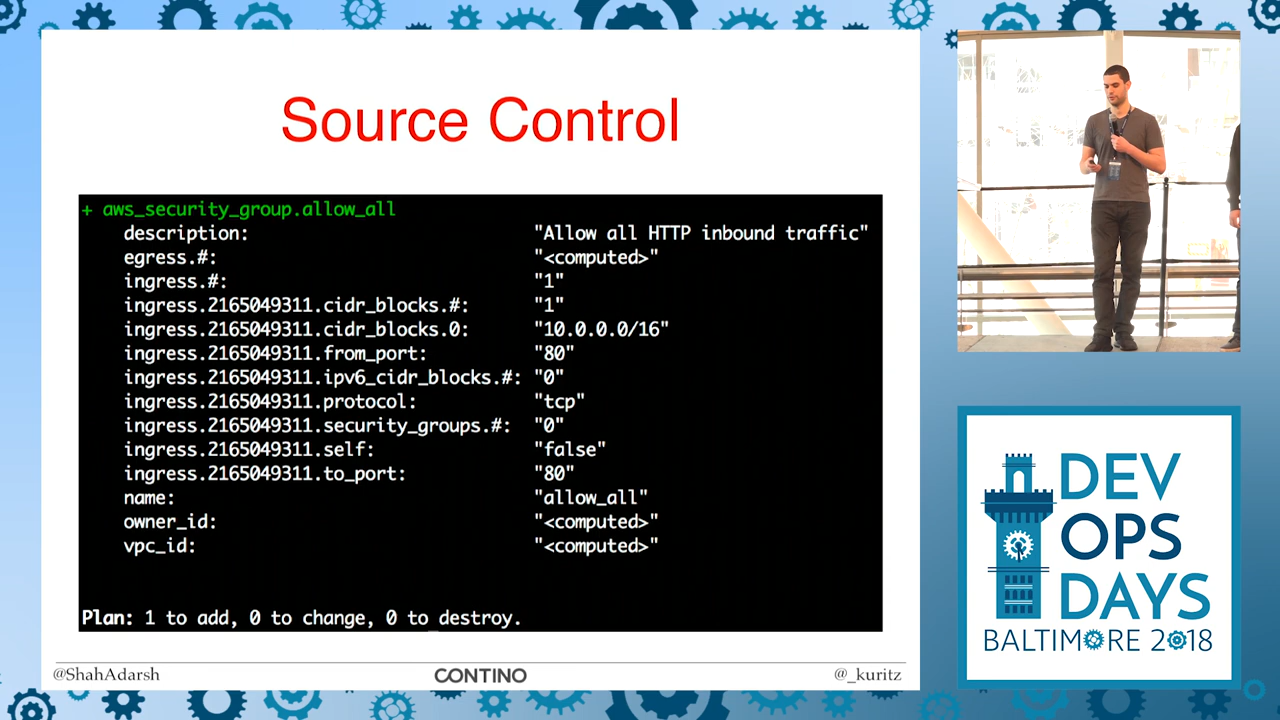 Source Control
+ aws_security_group.allow_all
description: "Allow all HTTP inbound traffic"
egress.#: "<computed>"
ingress.#: "1"
ingress.2165049311.cidr_blocks.#: "1"
ingress.2165049311.cidr_blocks.0: "10.0.0.0/16"
ingress.2165049311.from_port: "80"
ingress.2165049311.ipv6_cidr_blocks.#: "0"
ingress.2165049311.protocol: "tcp"
ingress.2165049311.security_groups.#: "0"
ingress.2165049311.self: "false"
ingress.2165049311.to_port: "80"
name: "allow_all"
owner_id: "<computed>"
vpc_id: "<computed>"
Plan: 1 to add, 0 to change, 0 to destroy.
@ShahAdarsh
CONTINO
@_kuritz
DEV
OPS
DAYS
BALTIMORE 2018